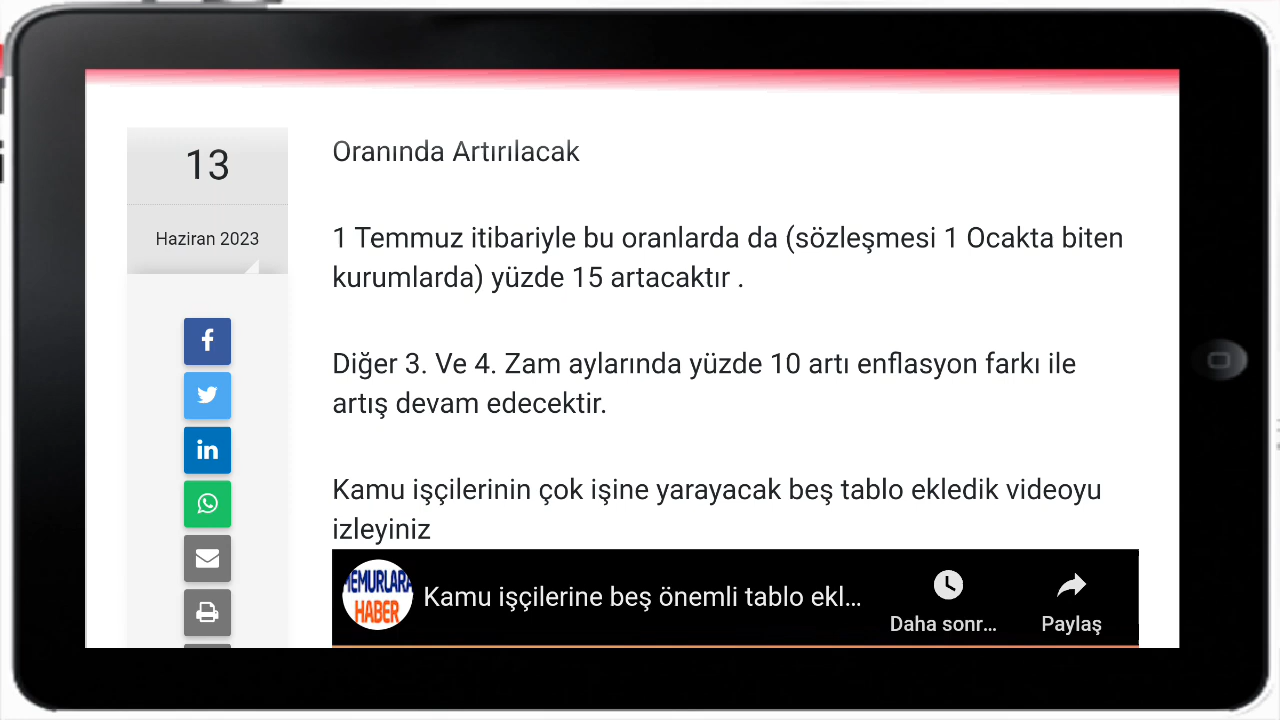 13
Haziran 2023
Oranında Artırılacak
1 Temmuz itibariyle bu oranlarda da (sözleşmesi 1 Ocakta biten
kurumlarda) yüzde 15 artacaktır .
Diğer 3. Ve 4. Zam aylarında yüzde 10 artı enflasyon farkı ile
artış devam edecektir.
Kamu işçilerinin çok işine yarayacak beş tablo ekledik videoyu
izleyiniz
MEMURLARA
HABER
Kamu işçilerine beş önemli tablo ekl...
Daha sonr...
Paylaş